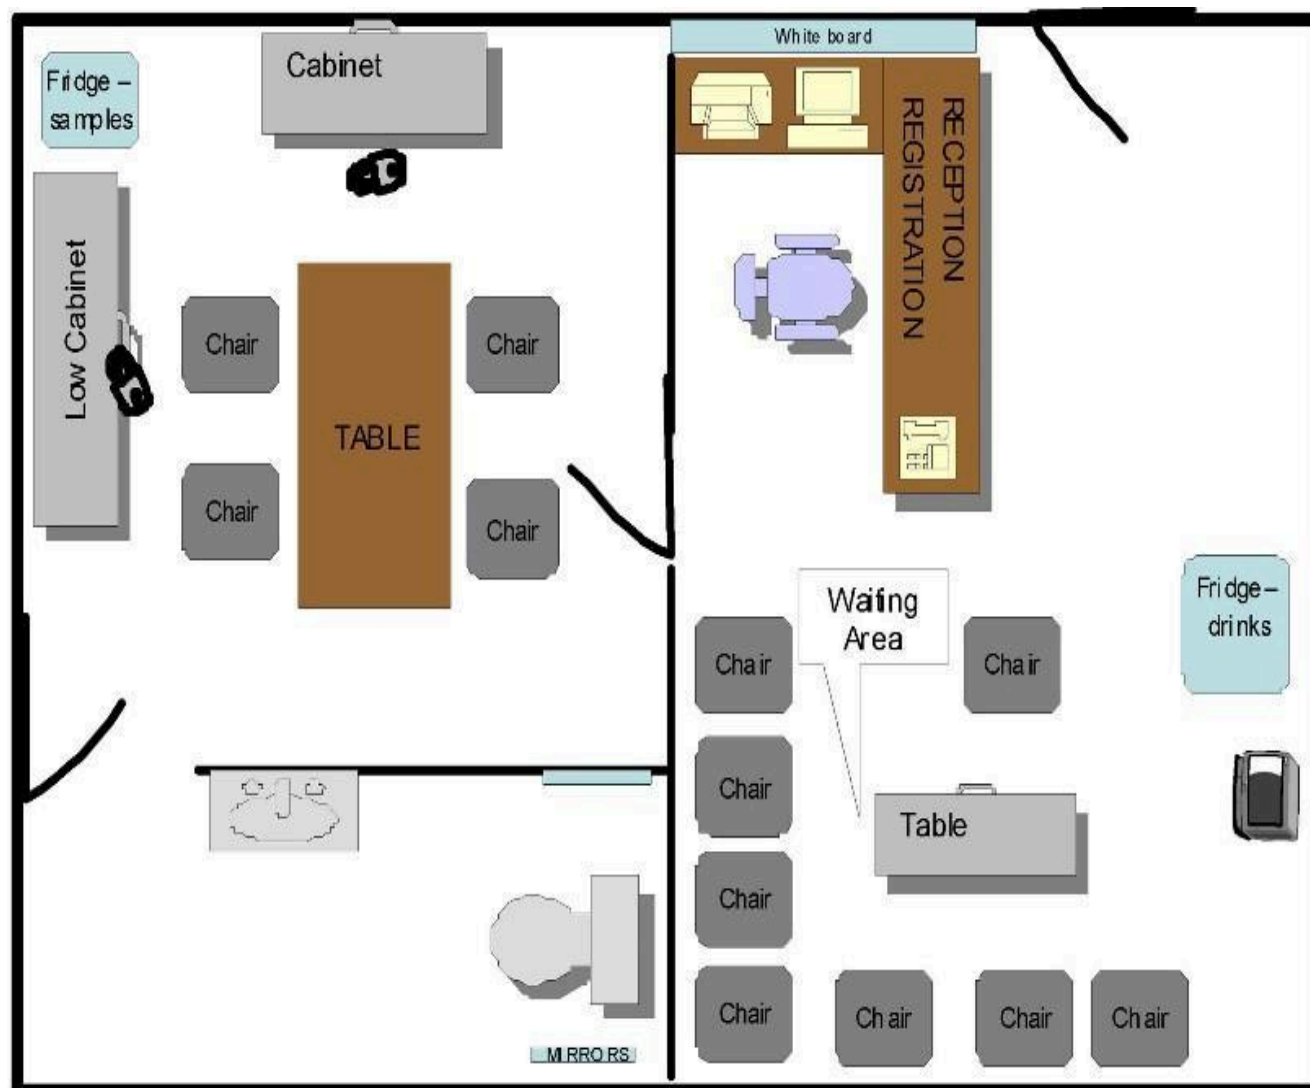 White board
Fridge –
samples
Cabinet
RECEPTION
REGISTRATION
Low Cabinet
Chair
Chair
TABLE
Chair
Chair
Waiting
Area
Fridge –
drinks
Chair
Chair
Chair
Table
Chair
Chair
Chair
Chair
Chair
MIRRORS